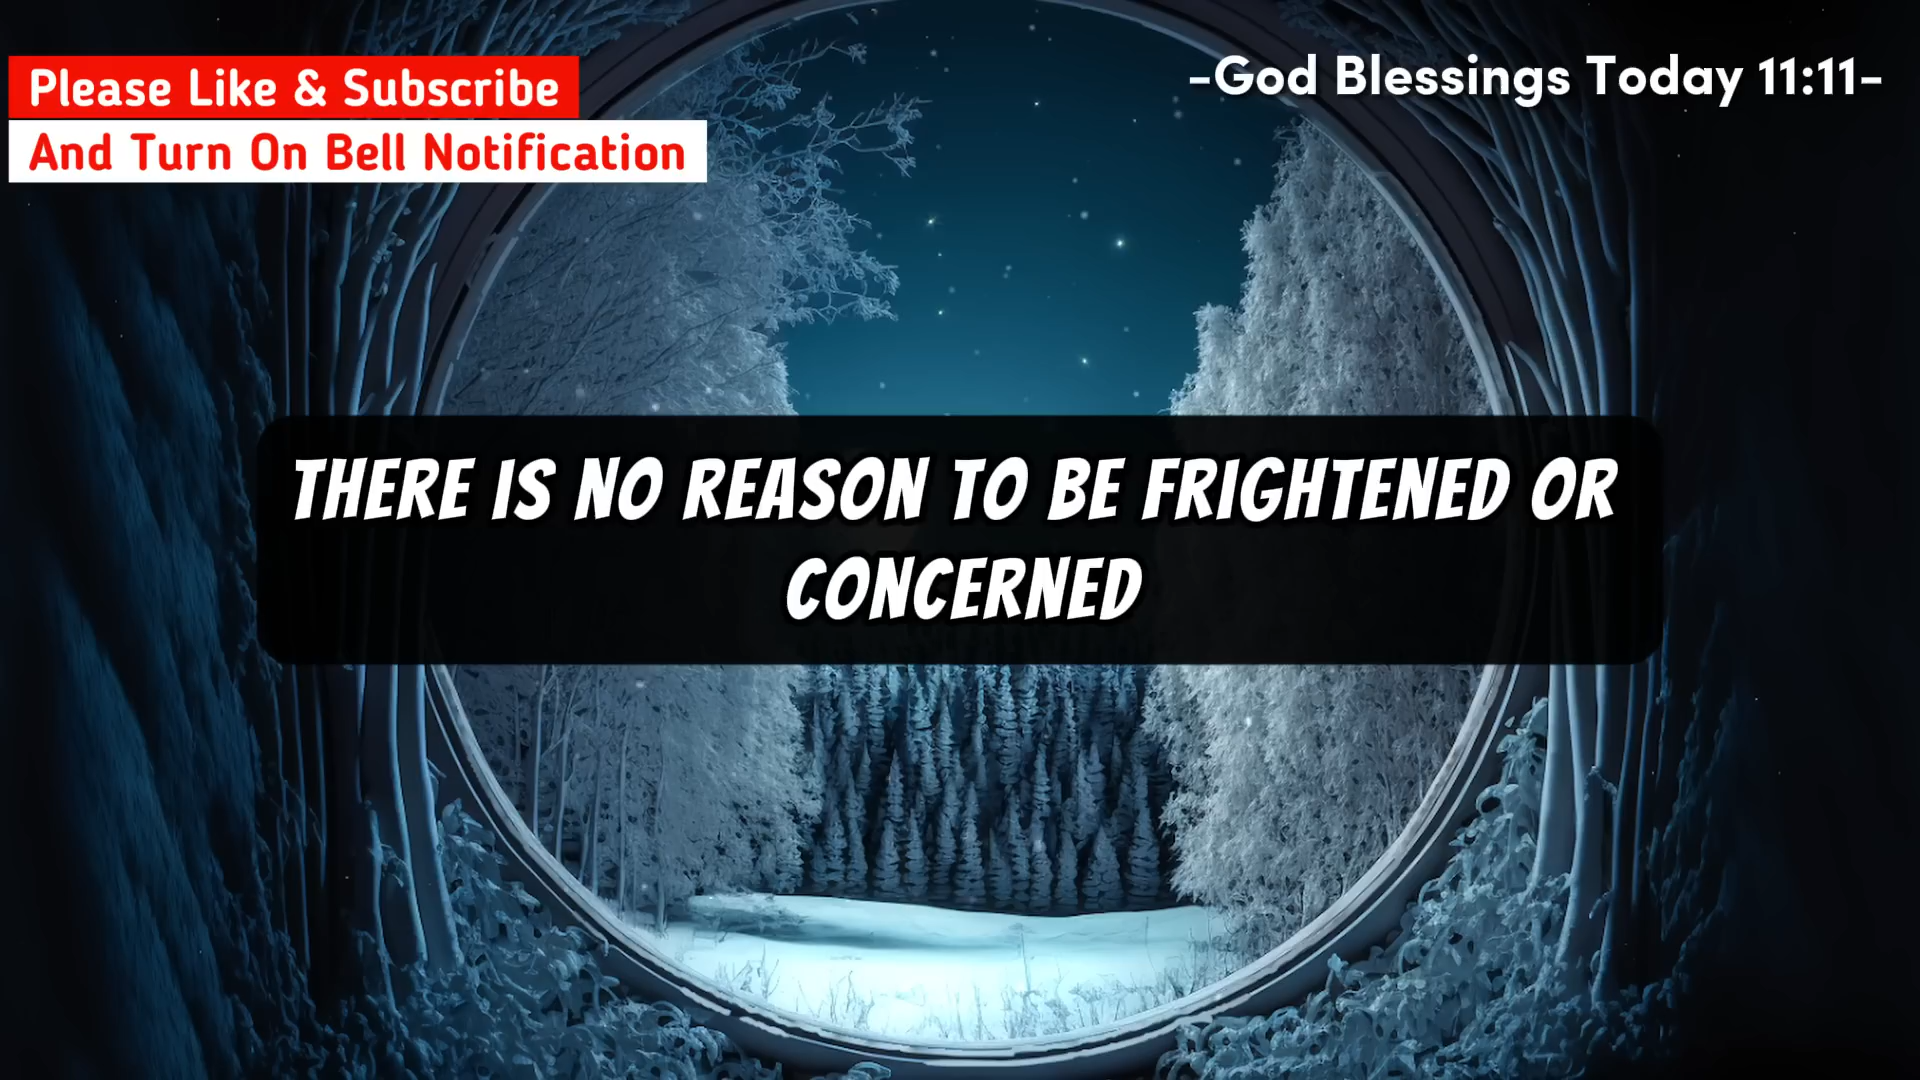 Please Like & Subscribe
And Turn On Bell Notification
-God Blessings Today 11:11-
THERE IS NO REASON TO BE FRIGHTENED OR
CONCERNED